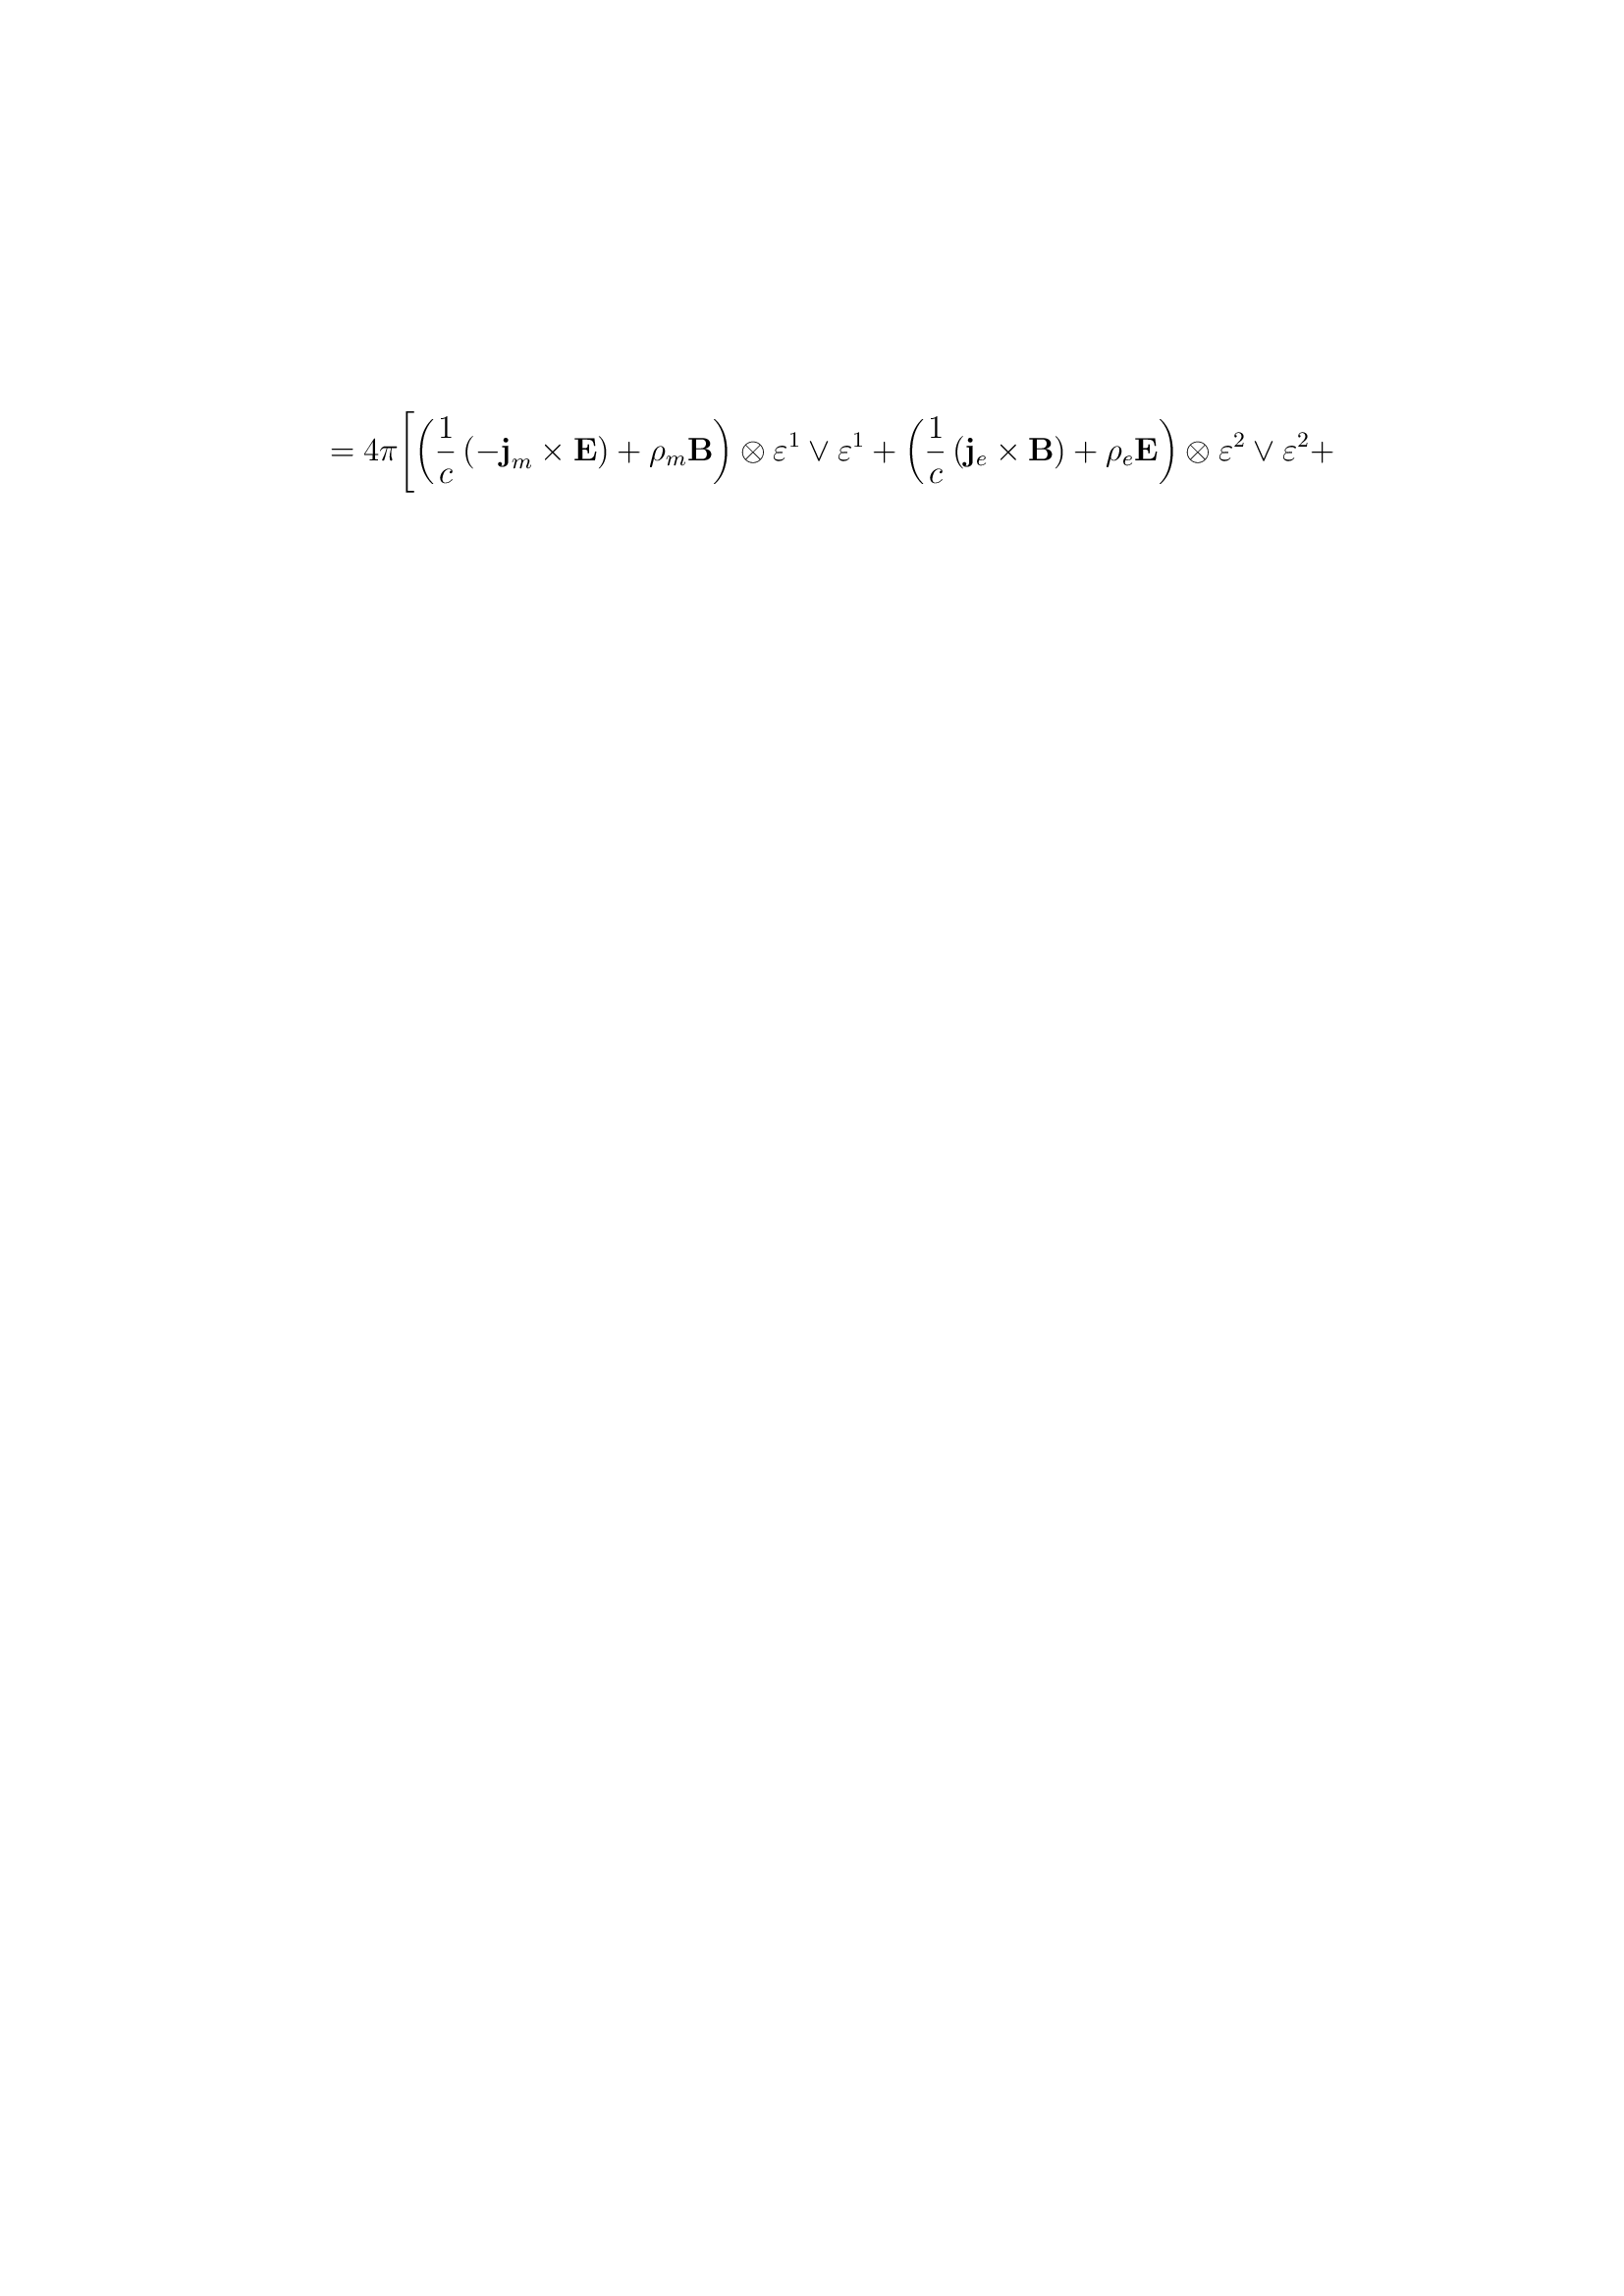 $= 4\pi \Bigg[ \left( \frac{1}{c} \left( -\mathbf{j}_m \times \mathbf{E} \right) + \rho_m \mathbf{B} \right) \otimes \varepsilon^1 \vee \varepsilon^1 + \left( \frac{1}{c} \left( \mathbf{j}_e \times \mathbf{B} \right) + \rho_e \mathbf{E} \right) \otimes \varepsilon^2 \vee \varepsilon^2 +$